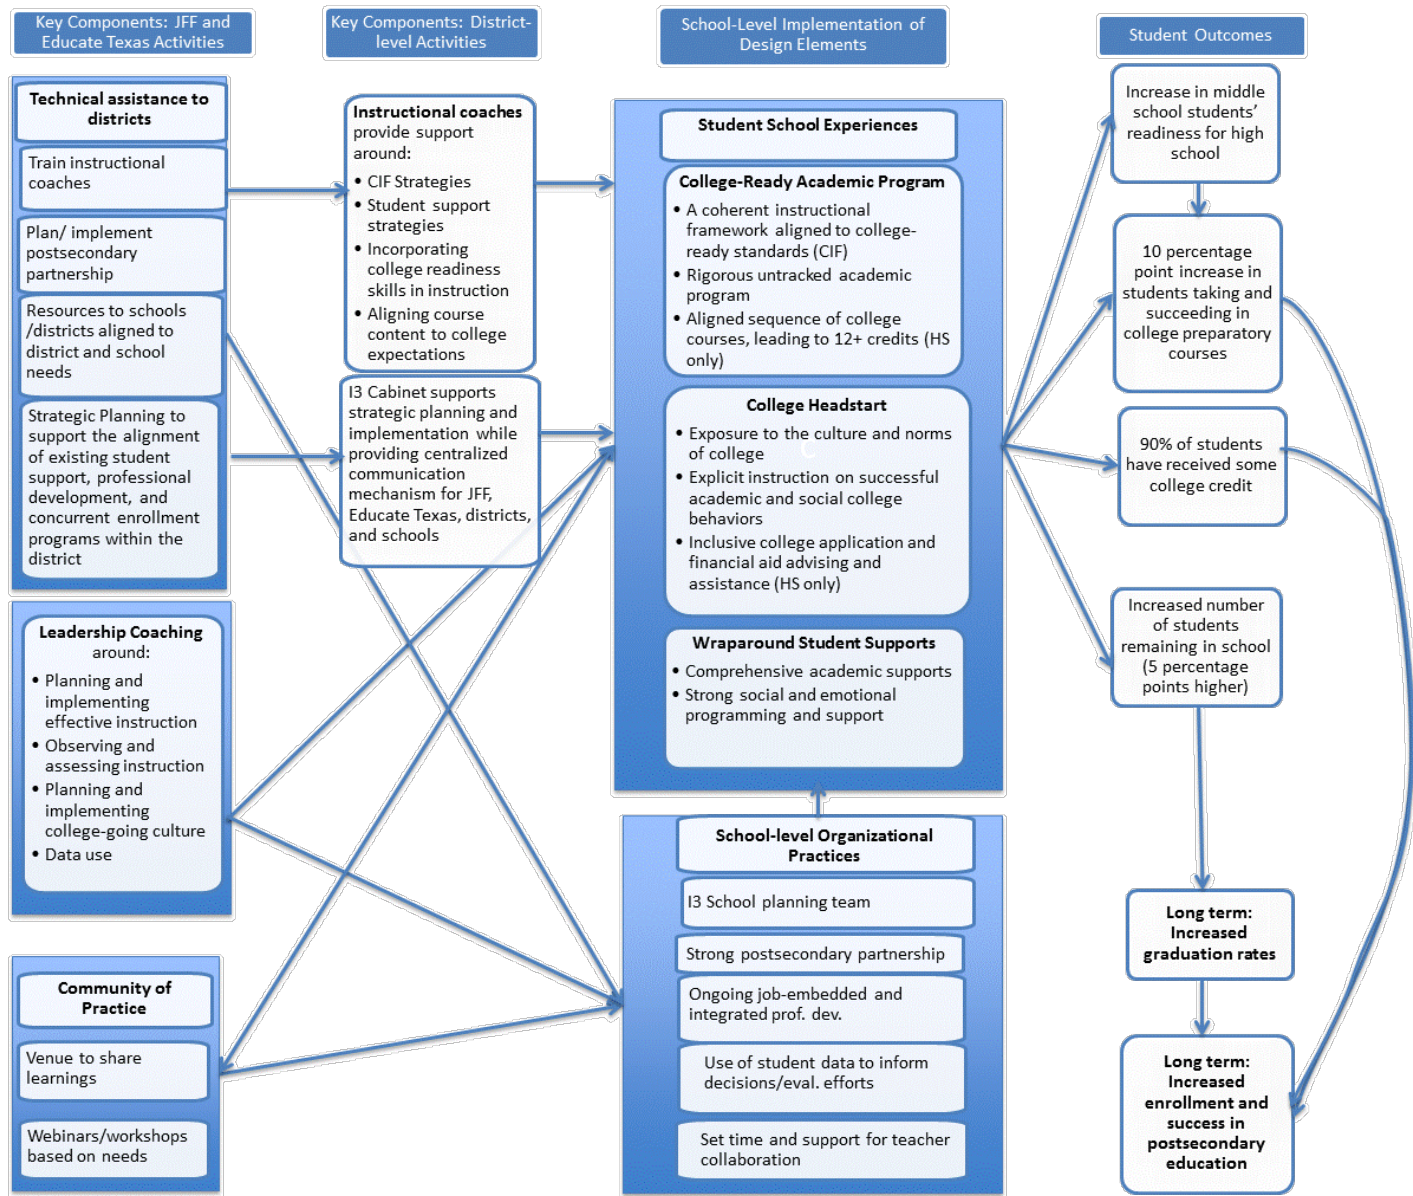 Key Components: JFF and
Educate Texas Activities
Key Components: District-
level Activities
School-Level Implementation of
Design Elements
Student Outcomes
Technical assistance to
districts
Train instructional
coaches
Plan/ implement
postsecondary
partnership
Resources to schools
/districts aligned to
district and school
needs
Strategic Planning to
support the alignment
of existing student
support, professional
development, and
concurrent enrollment
programs within the
district
Leadership Coaching
around:
• Planning and
implementing
effective instruction
• Observing and
assessing instruction
• Planning and
implementing
college-going culture
• Data use
Community of
Practice
Venue to share
learnings
Webinars/workshops
based on needs
Instructional coaches
provide support
around:
• CIF Strategies
• Student support
strategies
• Incorporating
college readiness
skills in instruction
• Aligning course
content to college
expectations
I3 Cabinet supports
strategic planning and
implementation while
providing centralized
communication
mechanism for JFF,
Educate Texas, districts,
and schools
Student School Experiences
College-Ready Academic Program
• A coherent instructional
framework aligned to college-
ready standards (CIF)
• Rigorous untracked academic
program
• Aligned sequence of college
courses, leading to 12+ credits (HS
only)
College Headstart
• Exposure to the culture and norms
of college
C
• Explicit instruction on successful
academic and social college
behaviors
• Inclusive college application and
financial aid advising and
assistance (HS only)
Wraparound Student Supports
• Comprehensive academic supports
• Strong social and emotional
programming and support
School-level Organizational
Practices
I3 School planning team
Strong postsecondary partnership
Ongoing job-embedded and
integrated prof. dev.
Use of student data to inform
decisions/eval. efforts
Set time and support for teacher
collaboration
Increase in middle
school students’
readiness for high
school
10 percentage
point increase in
students taking and
succeeding in
college preparatory
courses
90% of students
have received some
college credit
Increased number
of students
remaining in school
(5 percentage
points higher)
Long term:
Increased
graduation rates
Long term:
Increased
enrollment and
success in
postsecondary
education